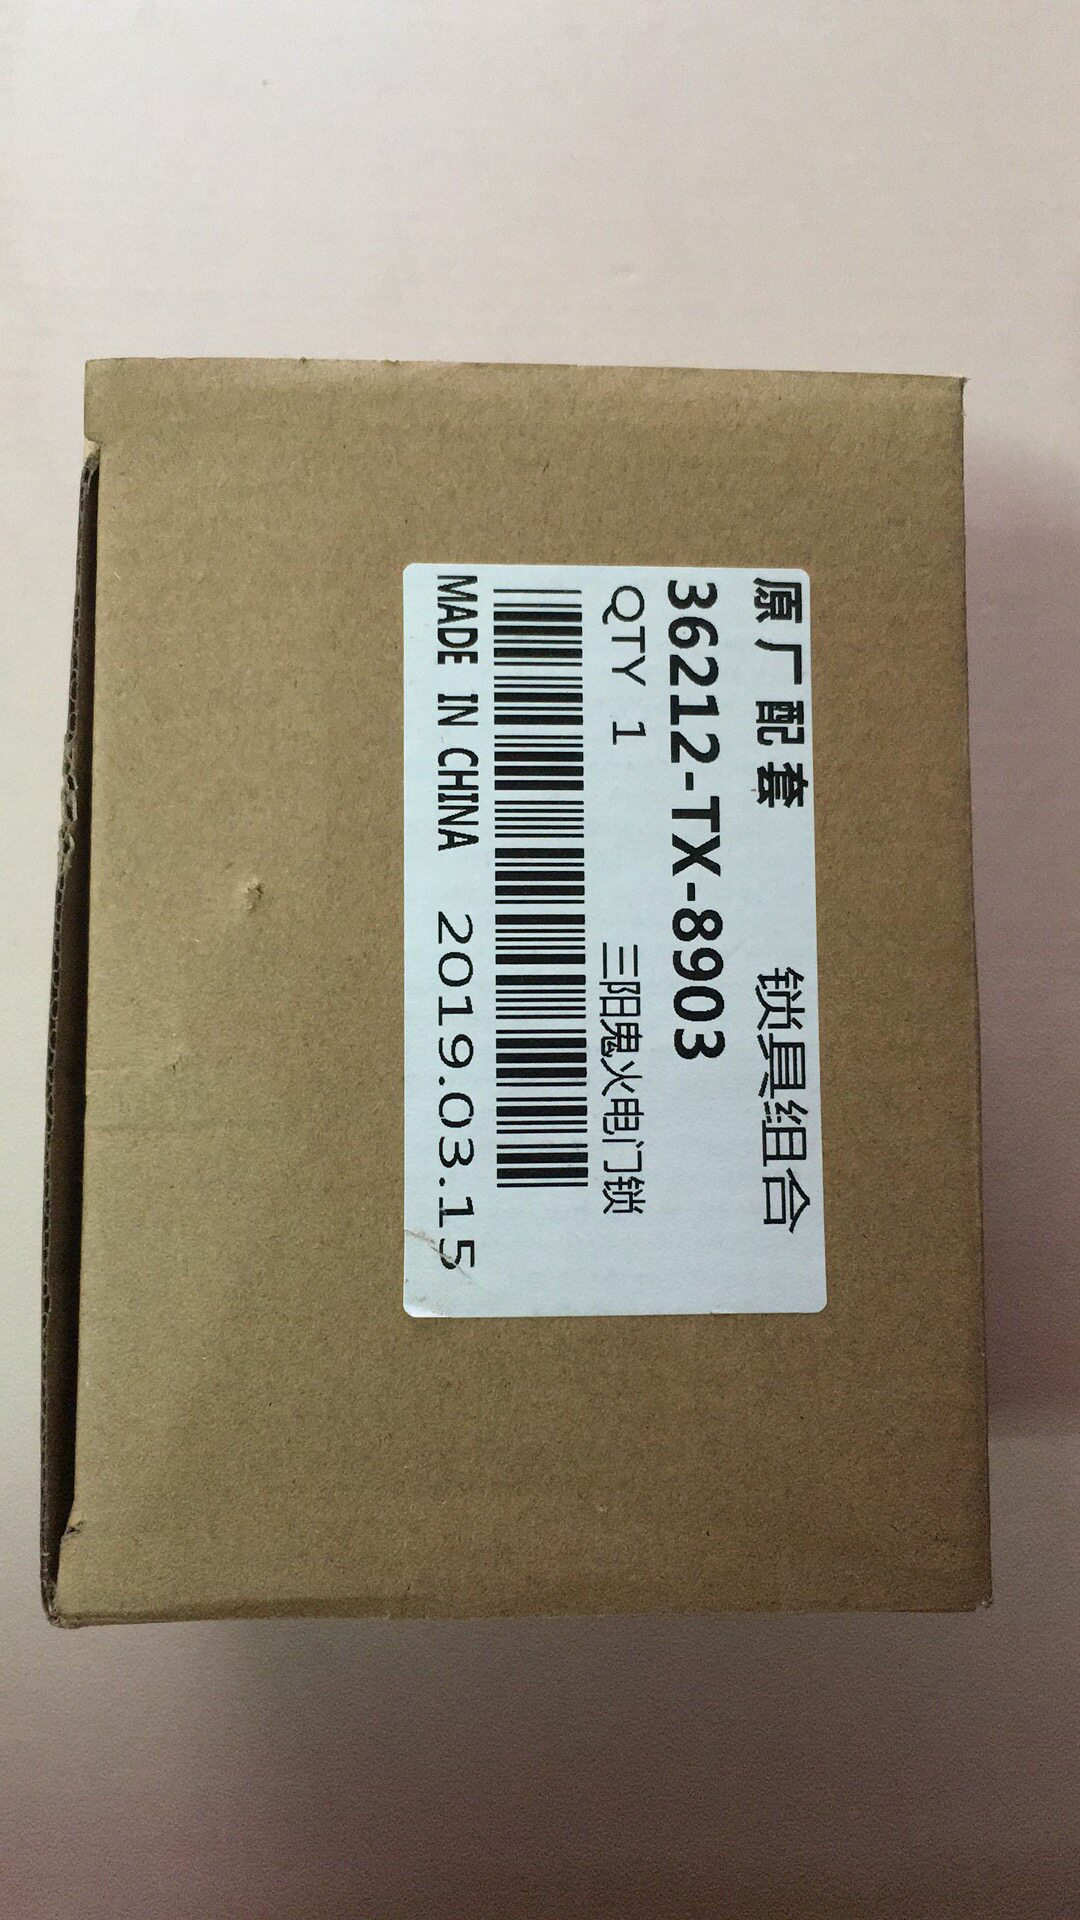 原厂配套 锁具组合
36212-TX-8903
QTY 1 三阳鬼火电门锁
MADE IN CHINA 2019.03.15